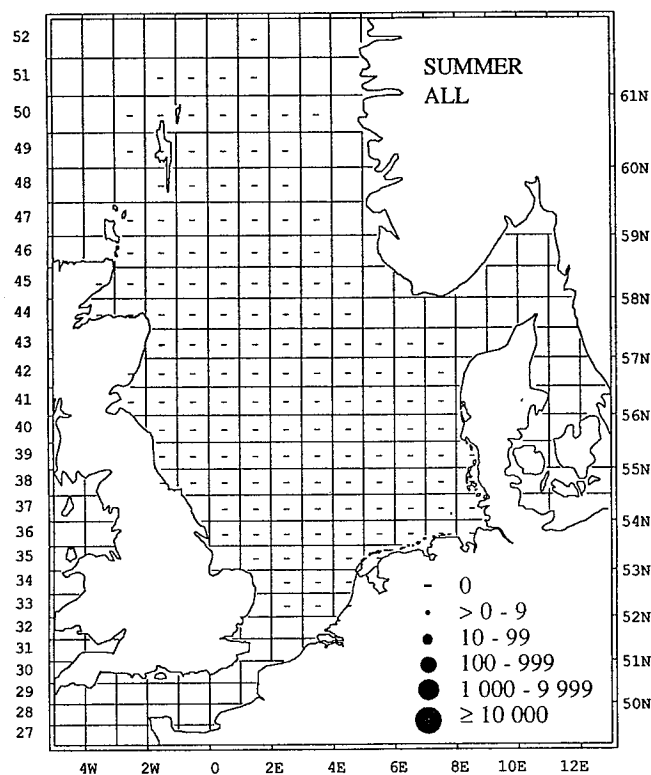 SUMMER
ALL
52
51
50
49
48
47
46
45
44
43
42
41
40
39
38
37
36
35
34
33
32
31
30
29
28
27
61N
60N
59N
58N
57N
56N
55N
54N
53N
52N
51N
50N
- 0
> 0 - 9
10 - 99
100 - 999
1 000 - 9 999
≥ 10 000
4W 2W 0 2E 4E 6E 8E 10E 12E